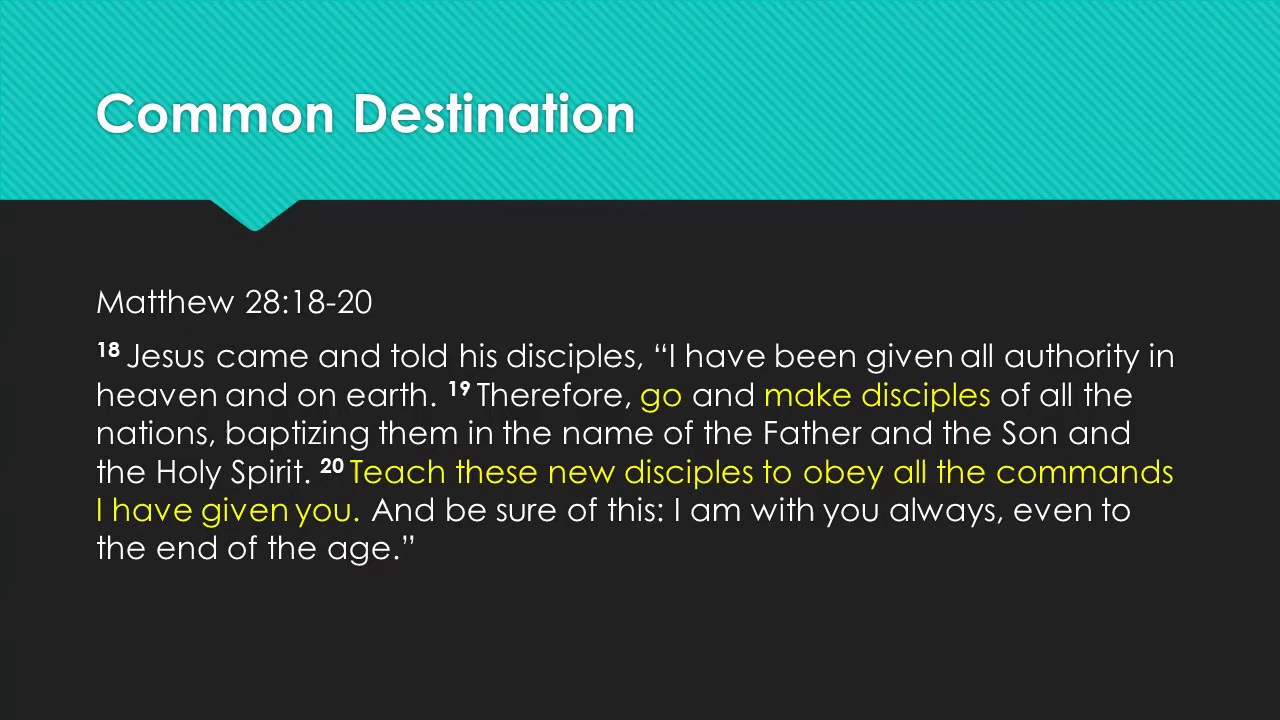 Common Destination
Matthew 28:18-20
18 Jesus came and told his disciples, “I have been given all authority in
heaven and on earth. 19 Therefore, go and make disciples of all the
nations, baptizing them in the name of the Father and the Son and
the Holy Spirit. 20 Teach these new disciples to obey all the commands
I have given you. And be sure of this: I am with you always, even to
the end of the age.”